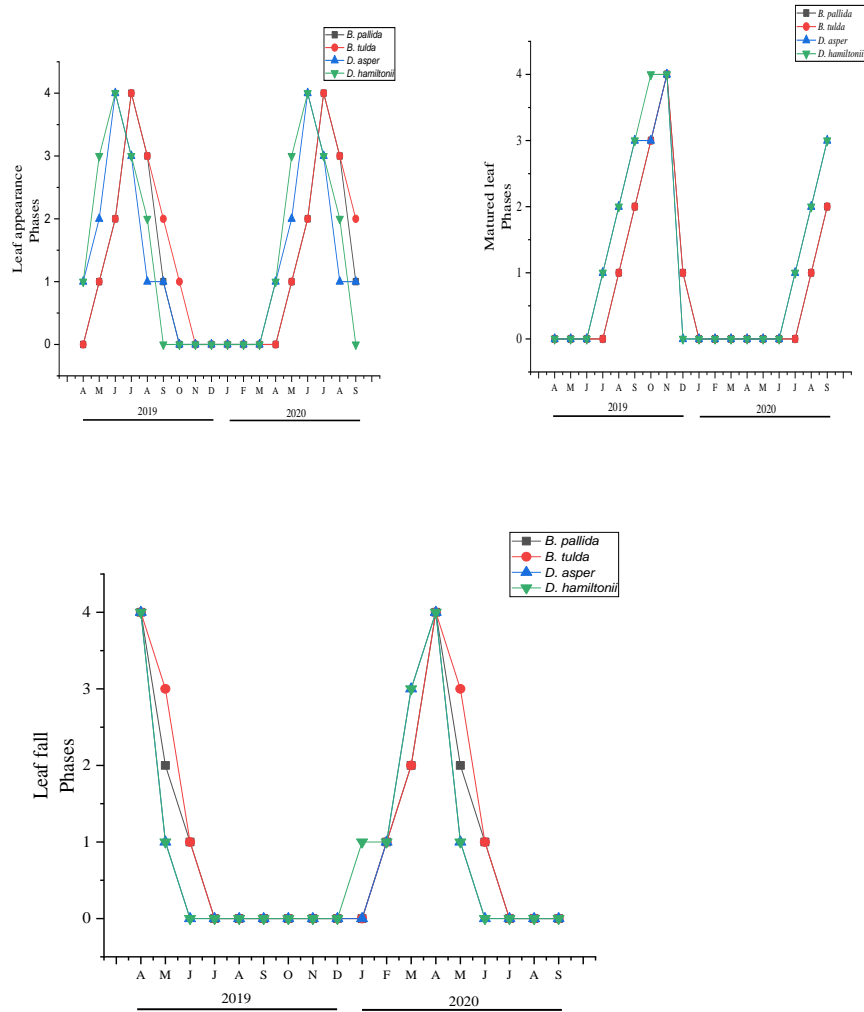 B. pallida
B. tulda
D. asper
D. hamiltonii
Leaf appearance
Phases
4
3
2
1
0
A M J J A S O N D J F M A M J J A S
2019 2020
B. pallida
B. tulda
D. asper
D. hamiltonii
Matured leaf
Phases
4
3
2
1
0
A M J J A S O N D J F M A M J J A S
2019 2020
B. pallida
B. tulda
D. asper
D. hamiltonii
Leaf fall
Phases
4
3
2
1
0
A M J J A S O N D J F M A M J J A S
2019 2020